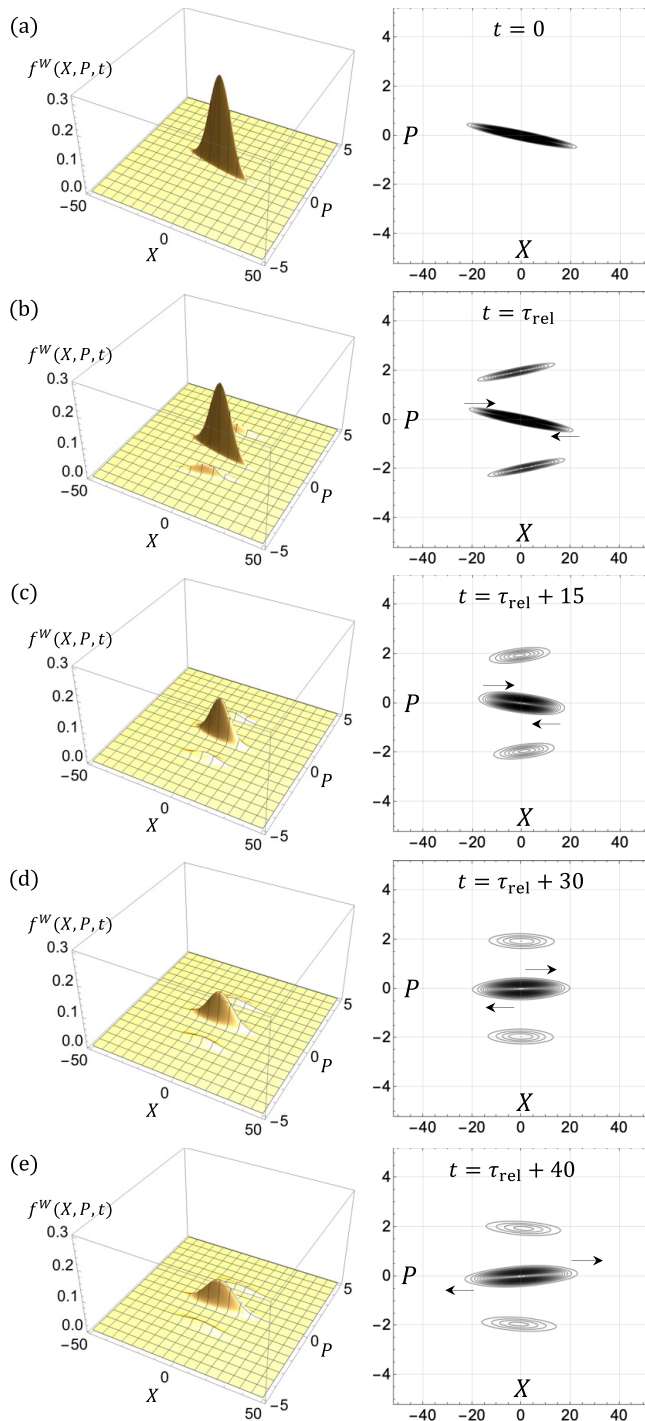 (a)
f^W(X, P, t)
0.3
0.2
0.1
0.0
−50
0
X
50
−5
0
P
5
t = 0
4
2
P 0
−2
−4
X
−40 −20 0 20 40
(b)
f^W(X, P, t)
0.3
0.2
0.1
0.0
−50
0
X
50
−5
0
P
5
t = τ_rel
4
2
P 0
−2
−4
X
−40 −20 0 20 40
(c)
f^W(X, P, t)
0.3
0.2
0.1
0.0
−50
0
X
50
−5
0
P
5
t = τ_rel + 15
4
2
P 0
−2
−4
X
−40 −20 0 20 40
(d)
f^W(X, P, t)
0.3
0.2
0.1
0.0
−50
0
X
50
−5
0
P
5
t = τ_rel + 30
4
2
P 0
−2
−4
X
−40 −20 0 20 40
(e)
f^W(X, P, t)
0.3
0.2
0.1
0.0
−50
0
X
50
−5
0
P
5
t = τ_rel + 40
4
2
P 0
−2
−4
X
−40 −20 0 20 40